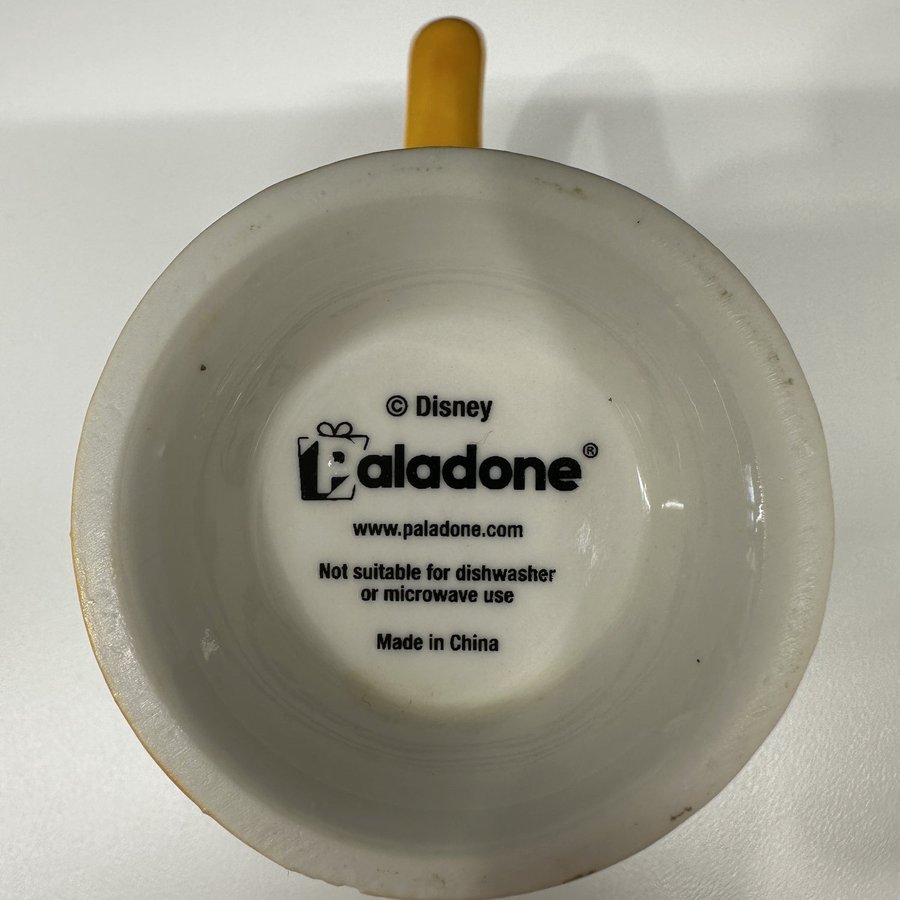 © Disney
Paladone®
www.paladone.com
Not suitable for dishwasher
or microwave use
Made in China